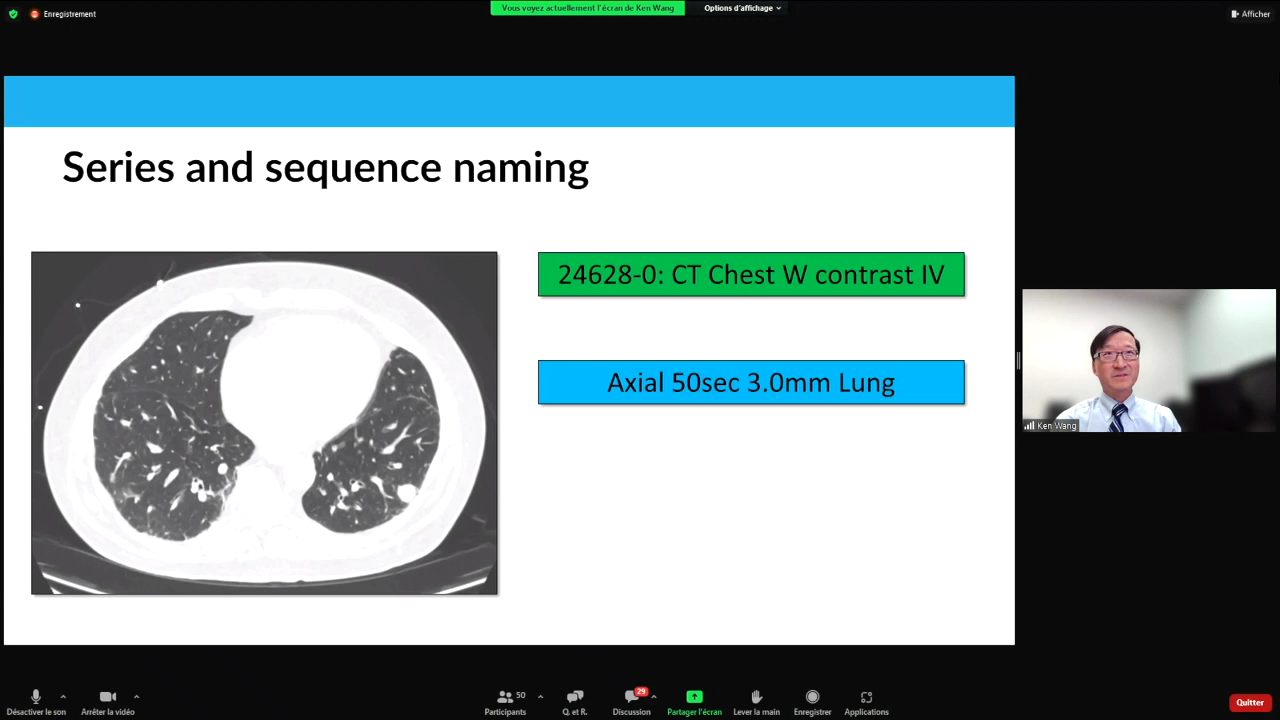 Enregistrement
Vous voyez actuellement l'écran de Ken Wang
Options d'affichage
Afficher
Series and sequence naming
24628-0: CT Chest W contrast IV
Axial 50sec 3.0mm Lung
Ken Wang
Désactiver le son
Arrêter la vidéo
50
Participants
Q. et R.
29
Discussion
Partager l'écran
Lever la main
Enregistrer
Applications
Quitter